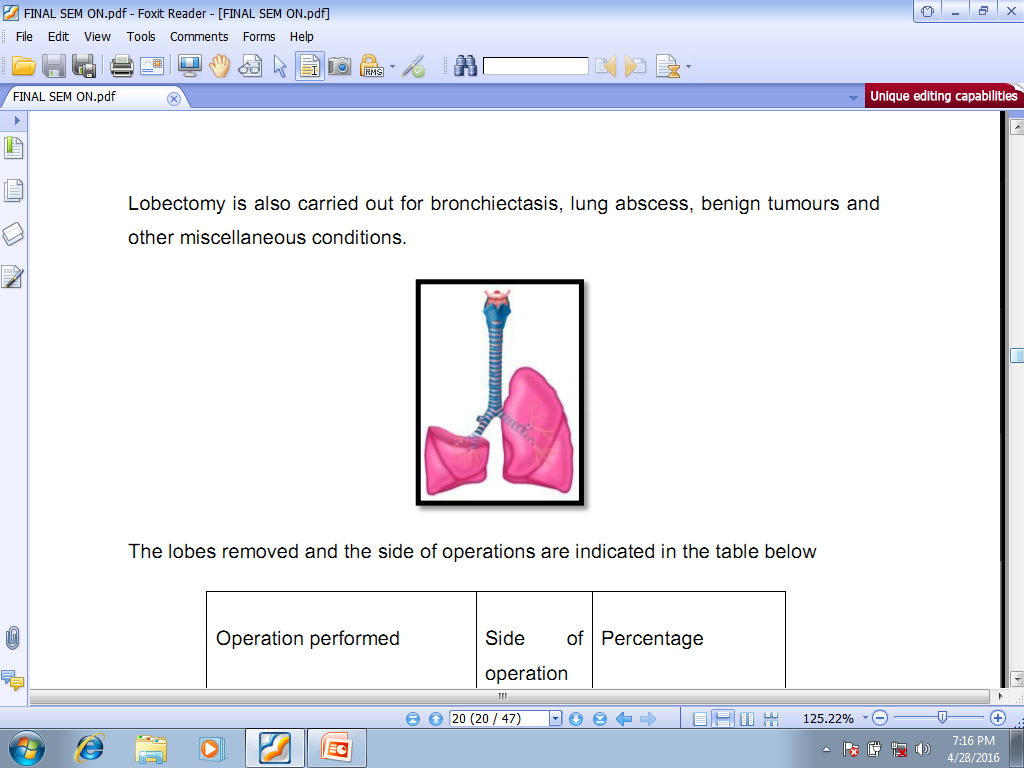 FINAL SEM ON.pdf - Foxit Reader - [FINAL SEM ON.pdf]
File Edit View Tools Comments Forms Help
RMS
FINAL SEM ON.pdf
Unique editing capabilities
Lobectomy is also carried out for bronchiectasis, lung abscess, benign tumours and
other miscellaneous conditions.
The lobes removed and the side of operations are indicated in the table below
Operation performed
Side of
operation
Percentage
20 (20 / 47)
125.22%
7:16 PM
4/28/2016